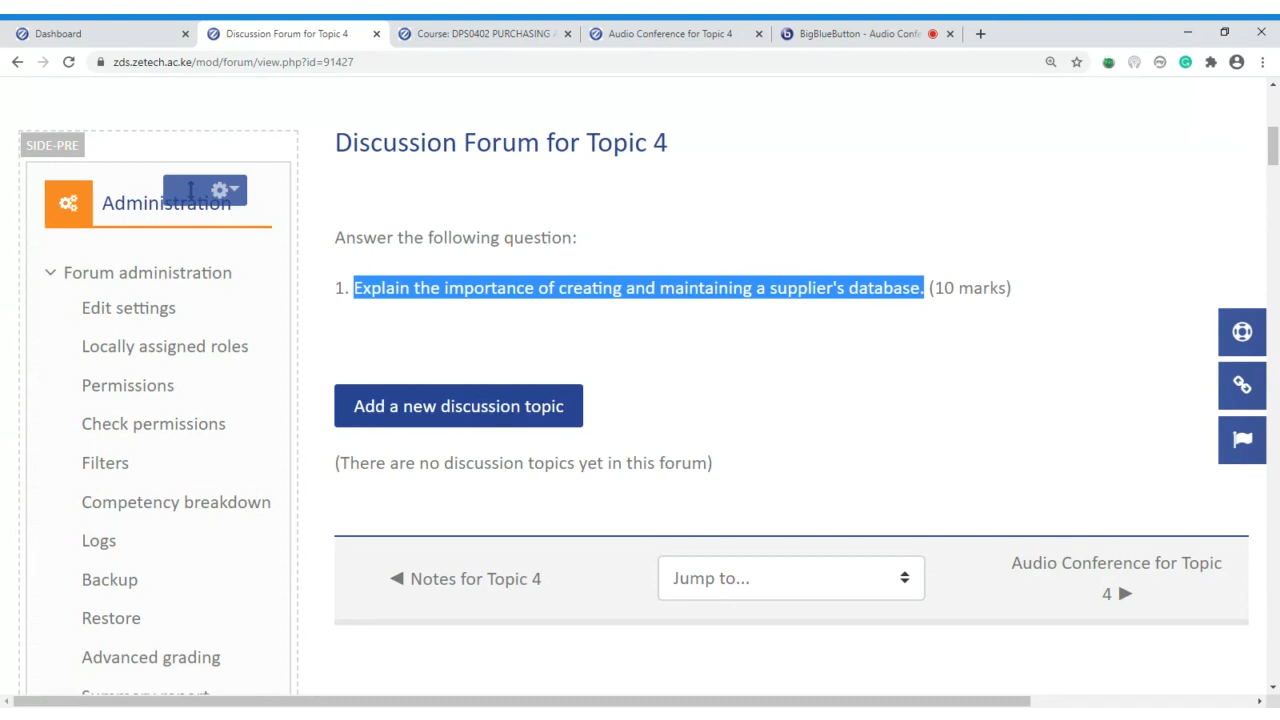 Dashboard
Discussion Forum for Topic 4
Course: DPS0402 PURCHASING
Audio Conference for Topic 4
BigBlueButton - Audio Confe
zds.zetech.ac.ke/mod/forum/view.php?id=91427
SIDE-PRE
Administration
Forum administration
Edit settings
Locally assigned roles
Permissions
Check permissions
Filters
Competency breakdown
Logs
Backup
Restore
Advanced grading
Discussion Forum for Topic 4
Answer the following question:
1. Explain the importance of creating and maintaining a supplier's database. (10 marks)
Add a new discussion topic
(There are no discussion topics yet in this forum)
◀ Notes for Topic 4
Jump to...
Audio Conference for Topic
4 ▶